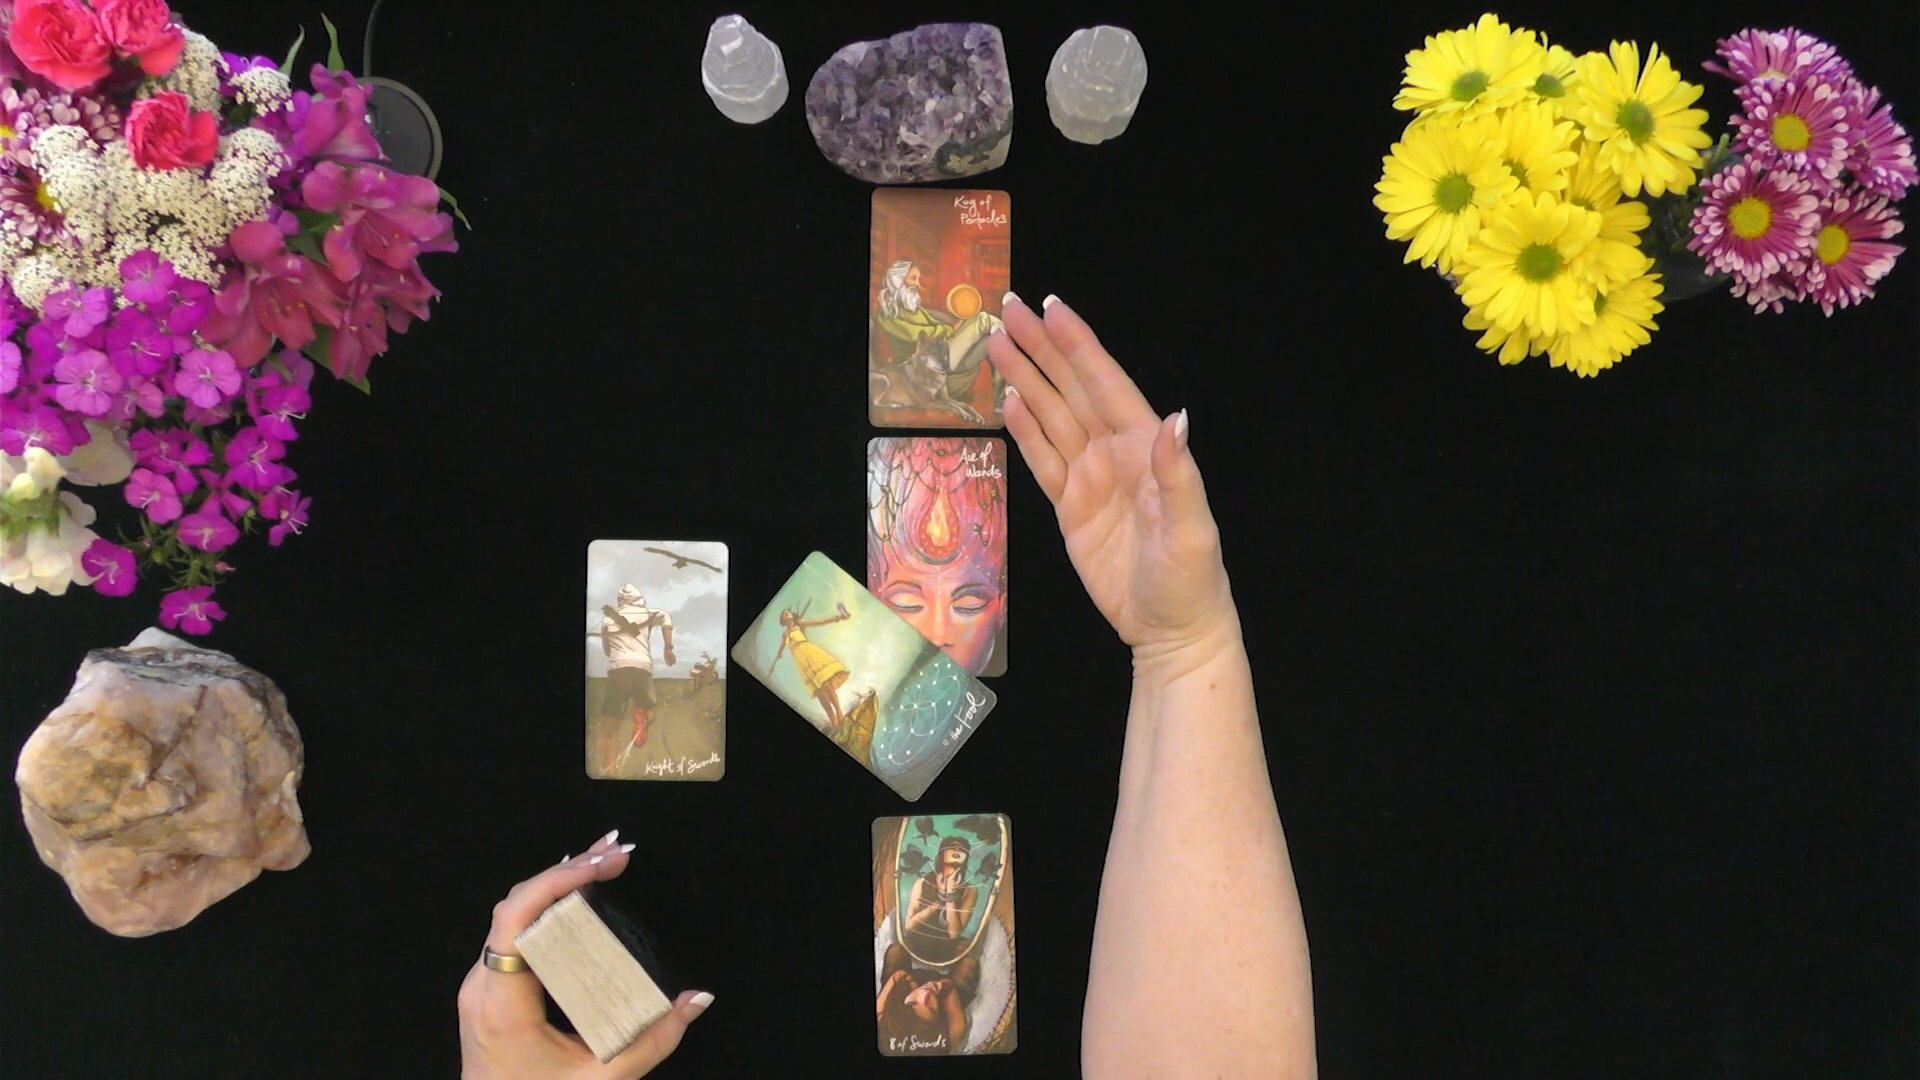 King of
Pentacles
Ace of
Wands
Knight of Swords
0. the Fool
8 of Swords